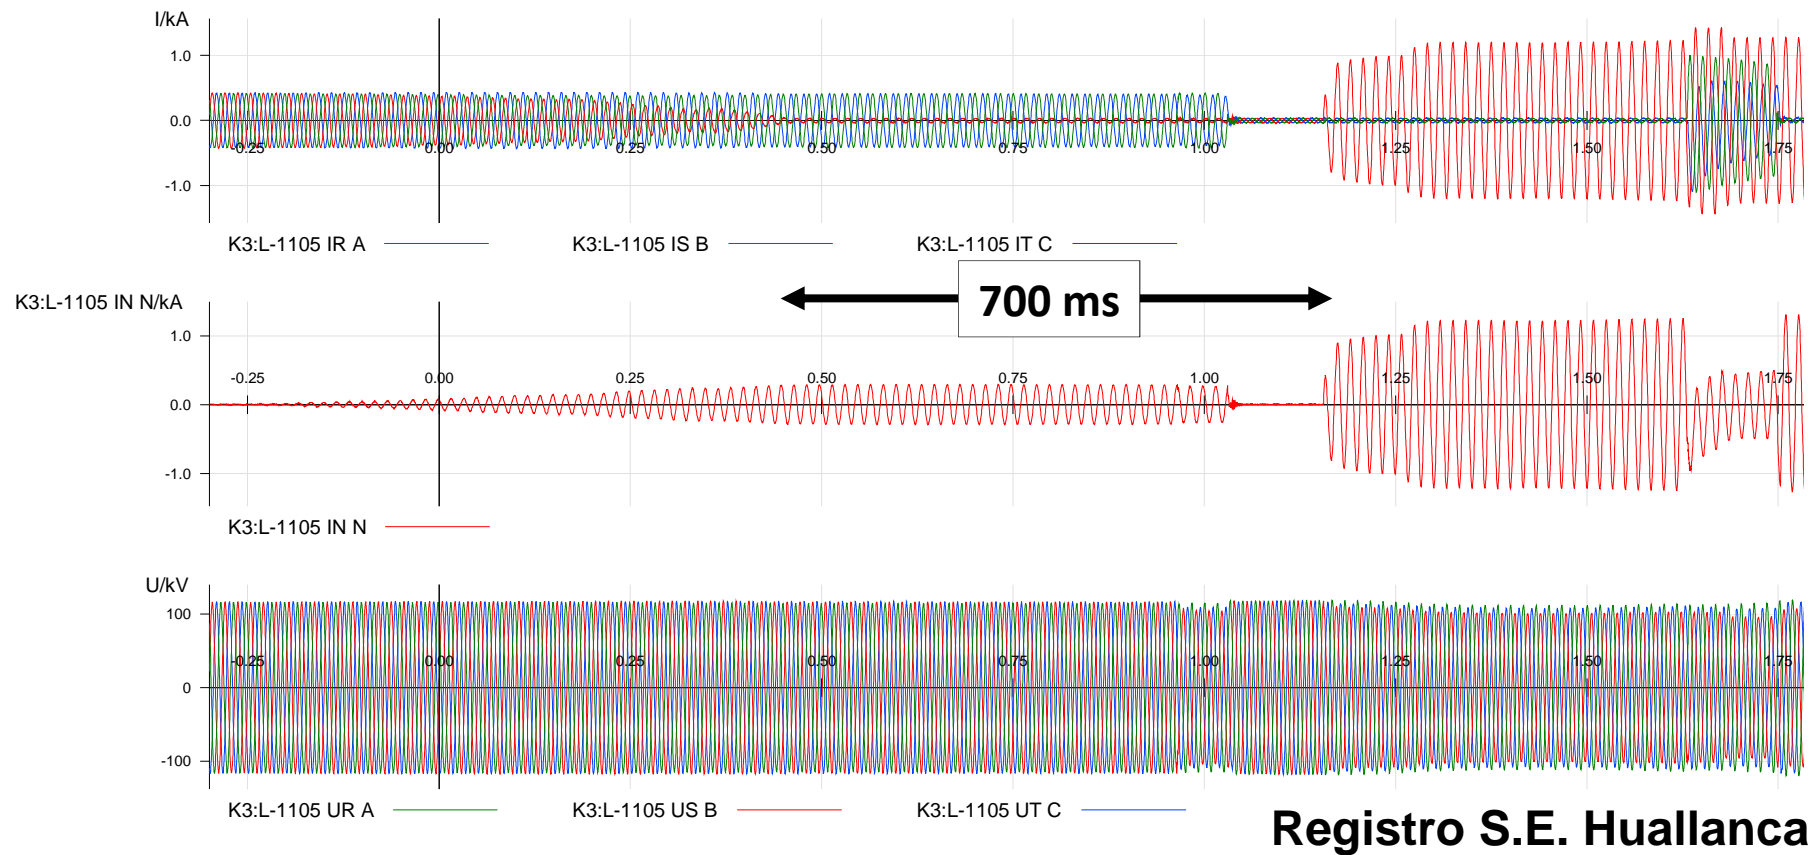 I/kA
1.0
0.0
-1.0
-0.25 0.00 0.25 0.50 0.75 1.00 1.25 1.50 1.75
K3:L-1105 IR A K3:L-1105 IS B K3:L-1105 IT C
700 ms
K3:L-1105 IN N/kA
1.0
0.0
-1.0
-0.25 0.00 0.25 0.50 0.75 1.00 1.25 1.50 1.75
K3:L-1105 IN N
U/kV
100
0
-100
-0.25 0.00 0.25 0.50 0.75 1.00 1.25 1.50 1.75
K3:L-1105 UR A K3:L-1105 US B K3:L-1105 UT C
Registro S.E. Huallanca